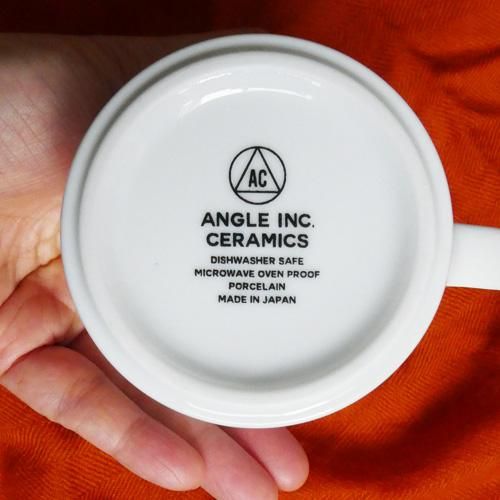 AC
ANGLE INC.
CERAMICS
DISHWASHER SAFE
MICROWAVE OVEN PROOF
PORCELAIN
MADE IN JAPAN